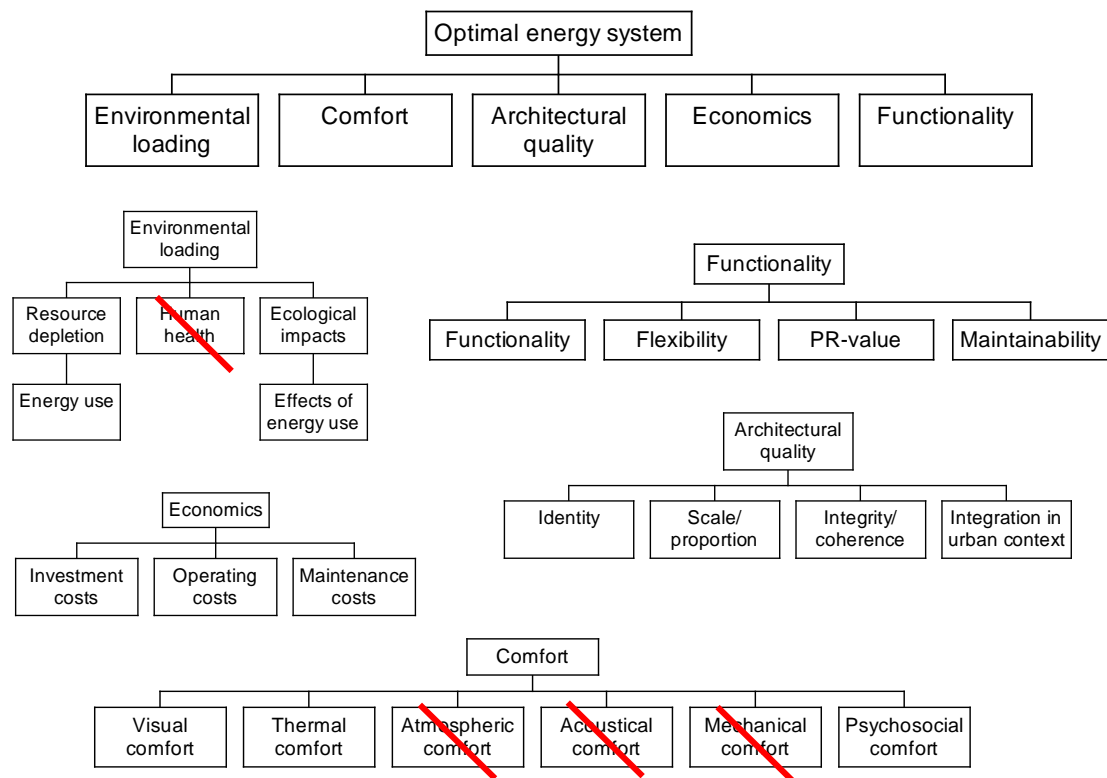 Optimal energy system
Environmental
loading
Comfort
Architectural
quality
Economics
Functionality
Environmental
loading
Resource
depletion
Human
health
Ecological
impacts
Energy use
Effects of
energy use
Functionality
Functionality
Flexibility
PR-value
Maintainability
Architectural
quality
Identity
Scale/
proportion
Integrity/
coherence
Integration in
urban context
Economics
Investment
costs
Operating
costs
Maintenance
costs
Comfort
Visual
comfort
Thermal
comfort
Atmospheric
comfort
Acoustical
comfort
Mechanical
comfort
Psychosocial
comfort